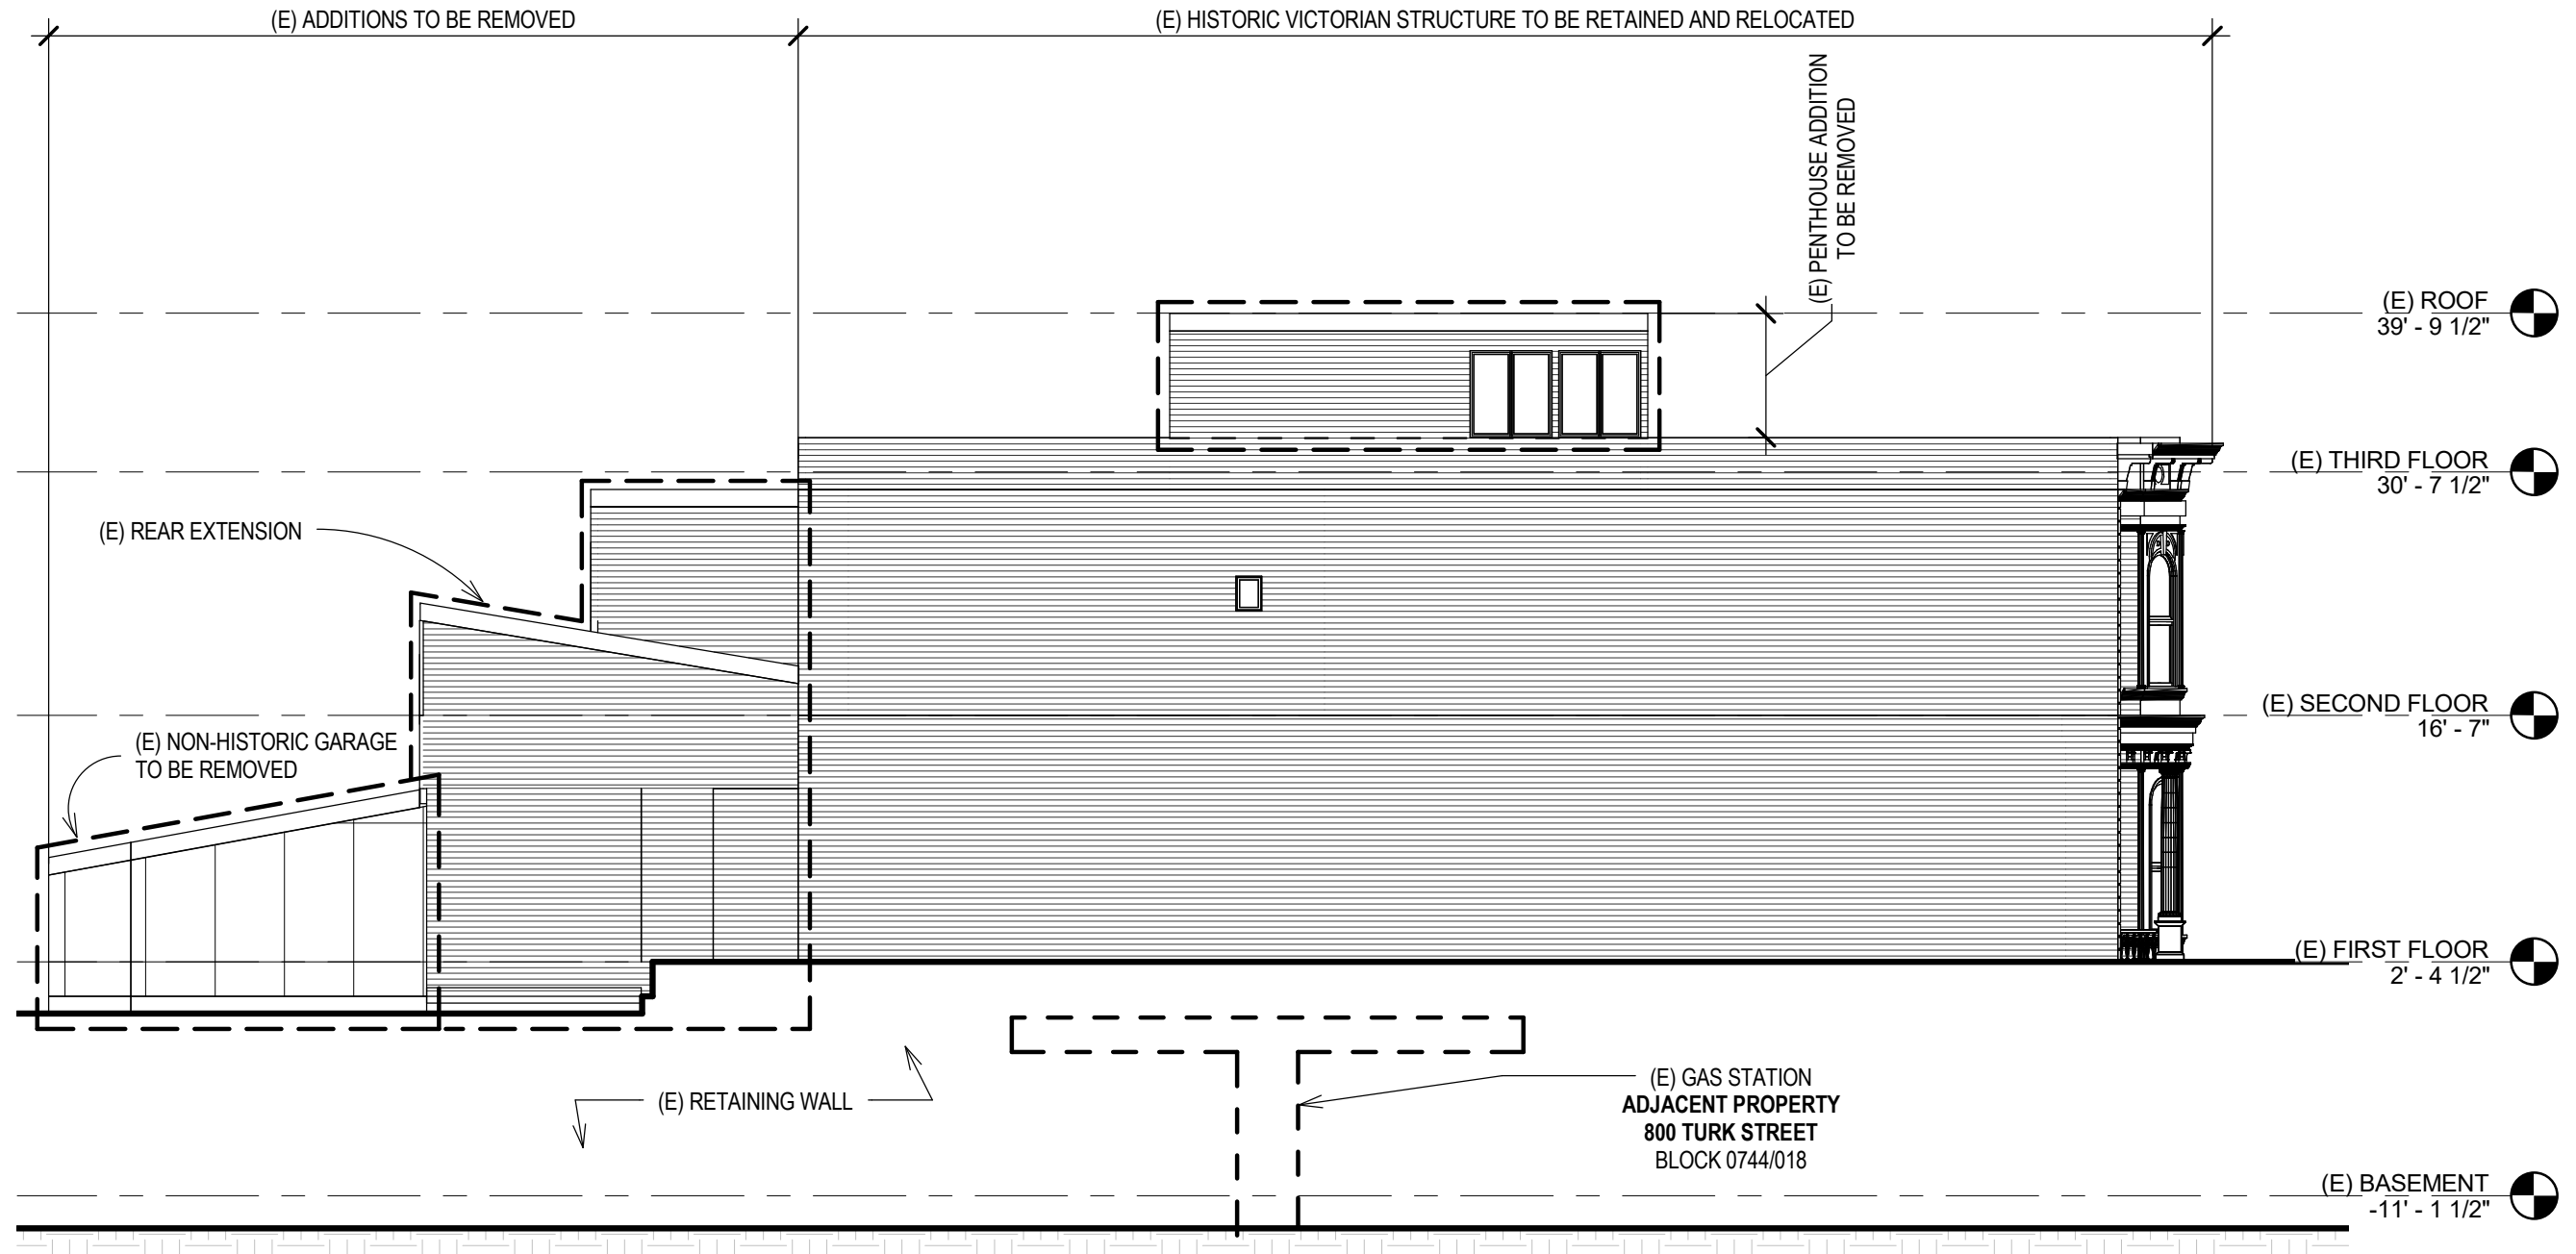 (E) ADDITIONS TO BE REMOVED
(E) HISTORIC VICTORIAN STRUCTURE TO BE RETAINED AND RELOCATED
(E) PENTHOUSE ADDITION
TO BE REMOVED
(E) ROOF
39' - 9 1/2"
(E) THIRD FLOOR
30' - 7 1/2"
(E) REAR EXTENSION
(E) SECOND FLOOR
16' - 7"
(E) NON-HISTORIC GARAGE
TO BE REMOVED
(E) FIRST FLOOR
2' - 4 1/2"
(E) RETAINING WALL
(E) GAS STATION
ADJACENT PROPERTY
800 TURK STREET
BLOCK 0744/018
(E) BASEMENT
-11' - 1 1/2"